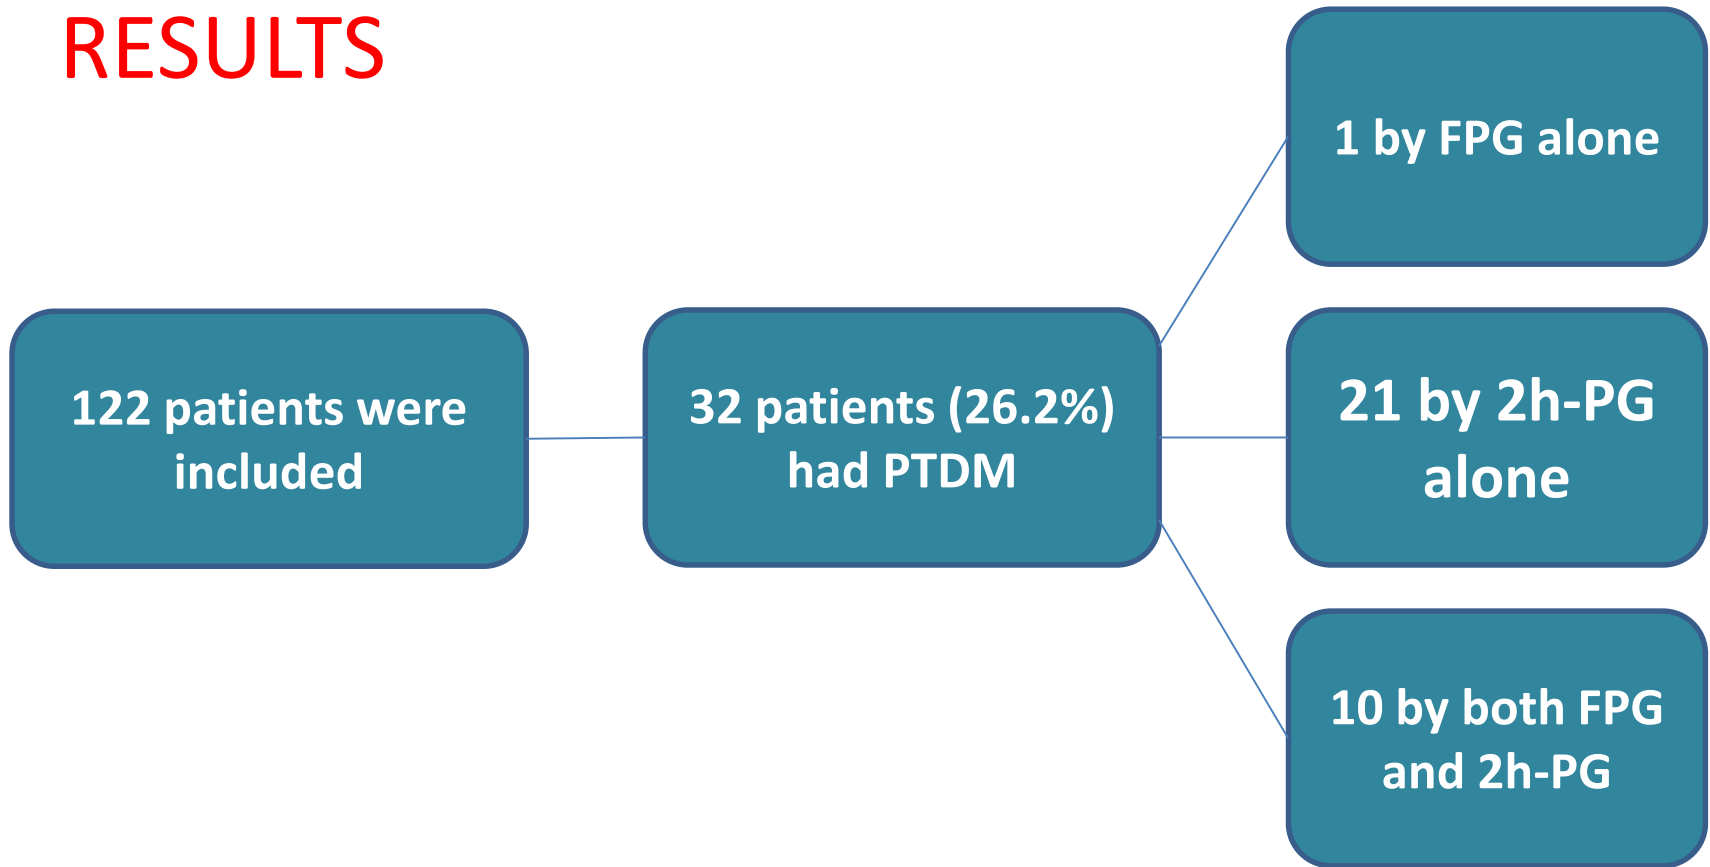 RESULTS
122 patients were
included
32 patients (26.2%)
had PTDM
1 by FPG alone
21 by 2h-PG
alone
10 by both FPG
and 2h-PG